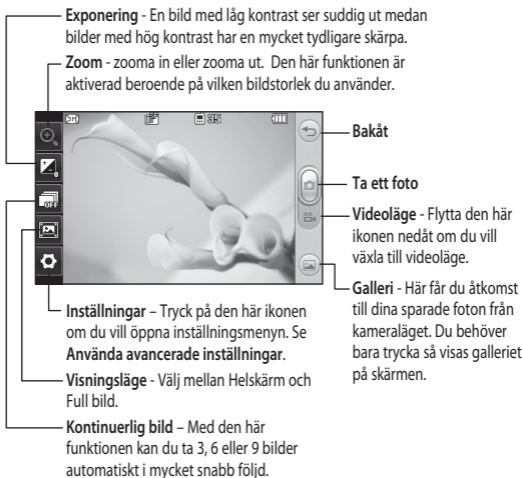 Exponering - En bild med låg kontrast ser suddig ut medan
bilder med hög kontrast har en mycket tydligare skärpa.
Zoom - zooma in eller zooma ut. Den här funktionen är
aktiverad beroende på vilken bildstorlek du använder.
Bakåt
Ta ett foto
Videoläge - Flytta den här
ikonen nedåt om du vill
växla till videoläge.
Galleri - Här får du åtkomst
till dina sparade foton från
kameraläget. Du behöver
bara trycka så visas galleriet
på skärmen.
OFF
Inställningar – Tryck på den här ikonen
om du vill öppna inställningsmenyn. Se
Använda avancerade inställningar.
Visningsläge - Välj mellan Helskärm och
Full bild.
Kontinuerlig bild – Med den här
funktionen kan du ta 3, 6 eller 9 bilder
automatiskt i mycket snabb följd.